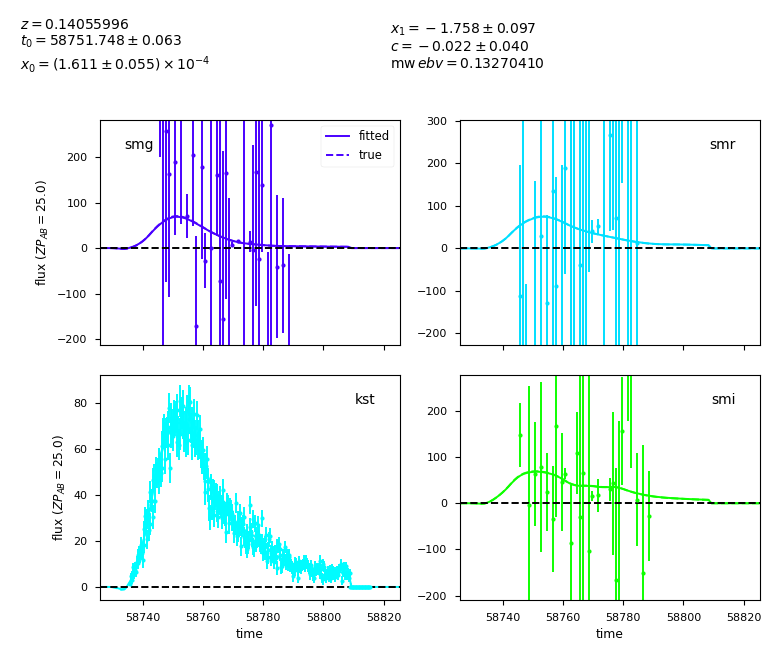 z = 0.14055996
t₀ = 58751.748 ± 0.063
x₀ = (1.611 ± 0.055) × 10⁻⁴
x₁ = −1.758 ± 0.097
c = −0.022 ± 0.040
mw ebv = 0.13270410
smg
fitted
true
200
100
0
−100
−200
flux (ZP_AB = 25.0)
smr
300
200
100
0
−100
−200
kst
80
60
40
20
0
flux (ZP_AB = 25.0)
58740 58760 58780 58800 58820
time
smi
200
100
0
−100
−200
58740 58760 58780 58800 58820
time